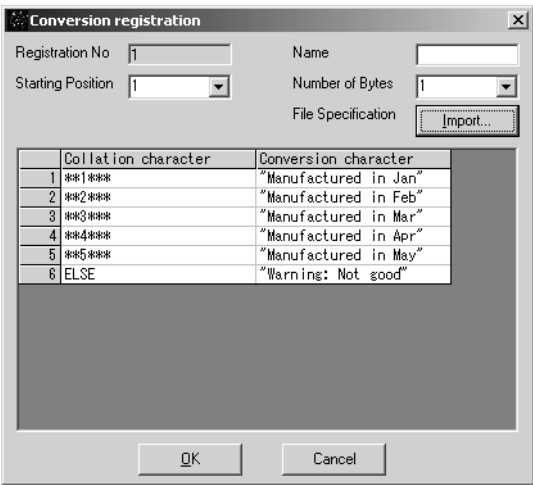 Conversion registration
Registration No 1 Name
Starting Position 1 Number of Bytes 1
File Specification Import...
Collation character Conversion character
1 **1*** "Manufactured in Jan"
2 **2*** "Manufactured in Feb"
3 **3*** "Manufactured in Mar"
4 **4*** "Manufactured in Apr"
5 **5*** "Manufactured in May"
6 ELSE "Warning: Not good"
OK Cancel